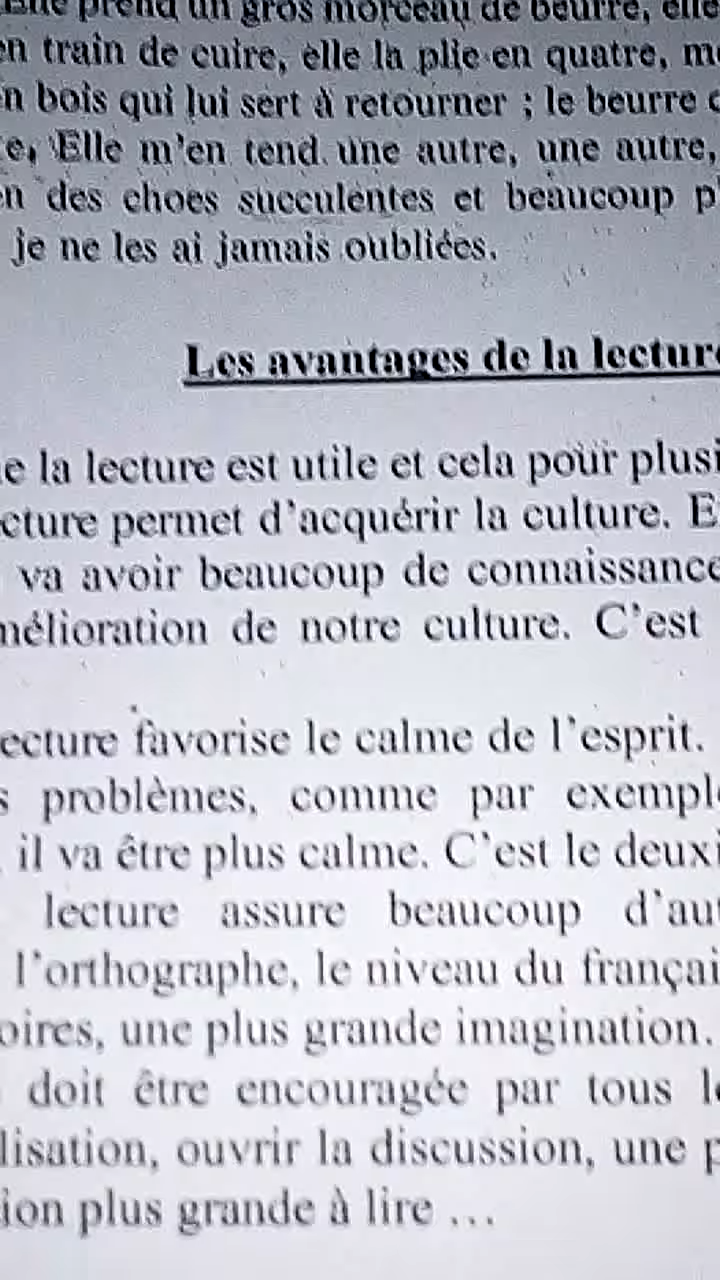 Elle prend un gros morceau de beurre, elle
en train de cuire, elle la plie en quatre, m
n bois qui lui sert à retourner ; le beurre
e, Elle m'en tend une autre, une autre,
en des choes succulentes et beaucoup p
je ne les ai jamais oubliées.
Les avantages de la lecture
e la lecture est utile et cela pour plusi
cture permet d'acquérir la culture. E
va avoir beaucoup de connaissance
mélioration de notre culture. C'est
ecture favorise le calme de l'esprit.
s problèmes, comme par exemple
il va être plus calme. C'est le deuxi
lecture assure beaucoup d'au
l'orthographe, le niveau du françai
oires, une plus grande imagination.
doit être encouragée par tous le
lisation, ouvrir la discussion, une p
ion plus grande à lire ...